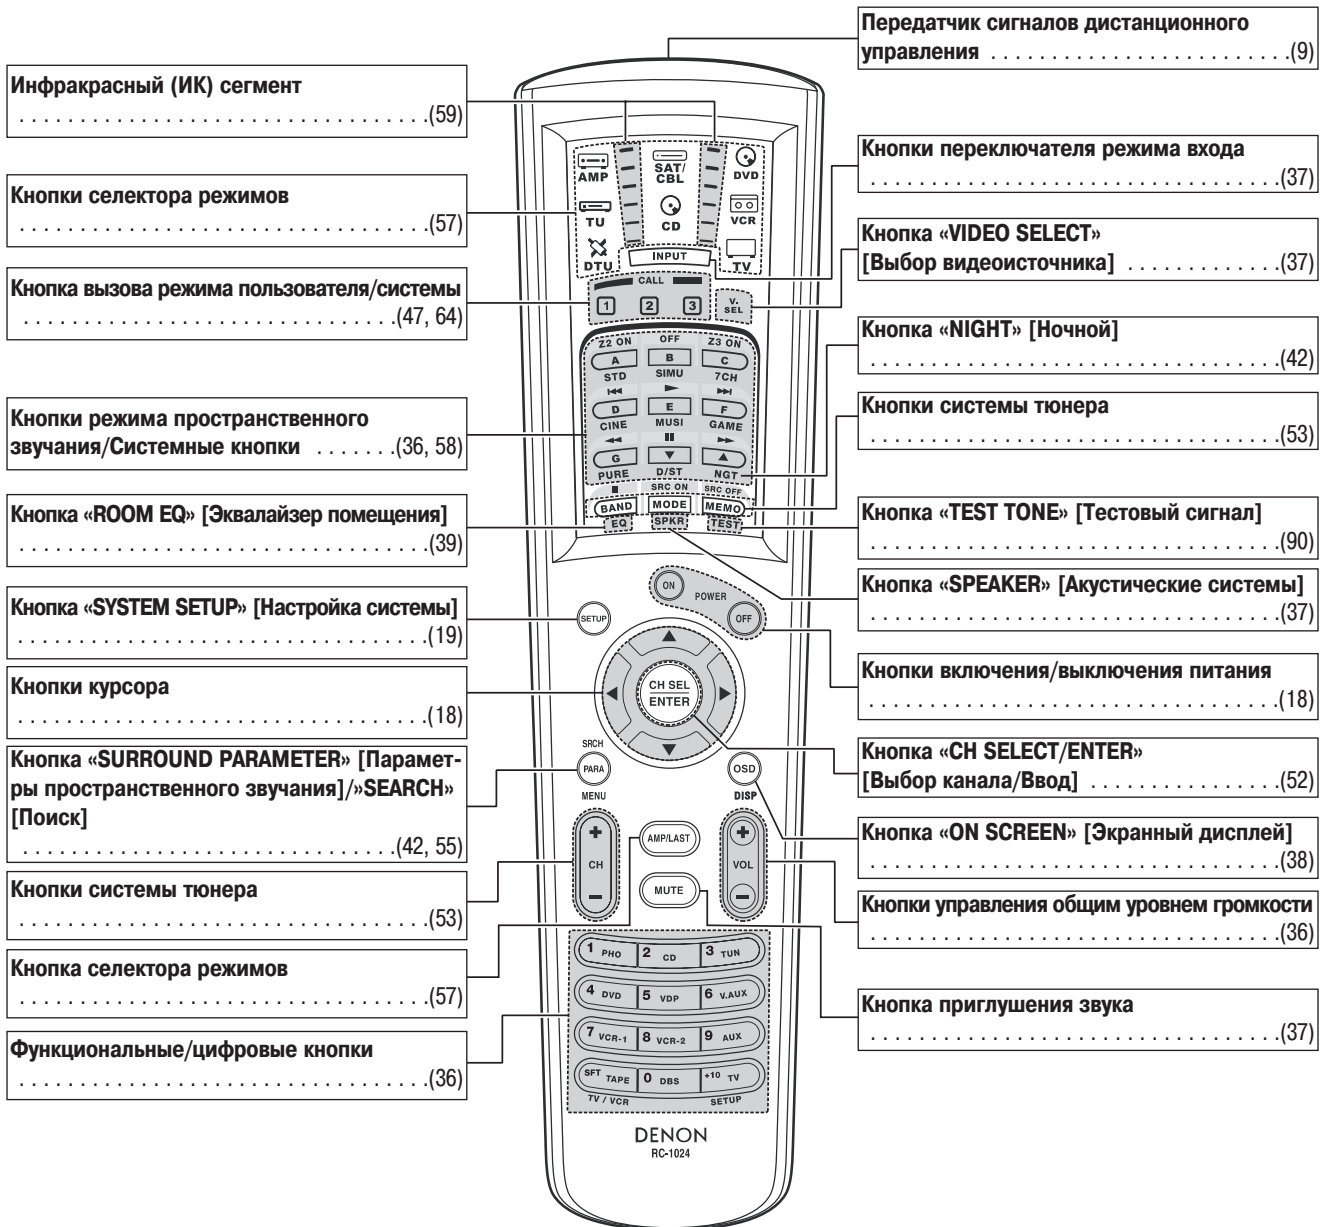 Передатчик сигналов дистанционного
управления . . . . . . . . . . . . . . . . . . . . . . . . . . .(9)
Инфракрасный (ИК) сегмент
. . . . . . . . . . . . . . . . . . . . . . . . . . . . . . . . . . . .(59)
Кнопки селектора режимов
. . . . . . . . . . . . . . . . . . . . . . . . . . . . . . . . . . . .(57)
Кнопка вызова режима пользователя/системы
. . . . . . . . . . . . . . . . . . . . . . . . . . . . . . . . .(47, 64)
Кнопки режима пространственного
звучания/Системные кнопки . . . . . . .(36, 58)
Кнопка «ROOM EQ» [Эквалайзер помещения]
. . . . . . . . . . . . . . . . . . . . . . . . . . . . . . . . . . . .(39)
Кнопка «SYSTEM SETUP» [Настройка системы]
. . . . . . . . . . . . . . . . . . . . . . . . . . . . . . . . . . . .(19)
Кнопки курсора
. . . . . . . . . . . . . . . . . . . . . . . . . . . . . . . . . . . .(18)
Кнопка «SURROUND PARAMETER» [Парамет-
ры пространственного звучания]/»SEARCH»
[Поиск]
. . . . . . . . . . . . . . . . . . . . . . . . . . . . . . . . .(42, 55)
Кнопки системы тюнера
. . . . . . . . . . . . . . . . . . . . . . . . . . . . . . . . . . . .(53)
Кнопка селектора режимов
. . . . . . . . . . . . . . . . . . . . . . . . . . . . . . . . . . . .(57)
Функциональные/цифровые кнопки
. . . . . . . . . . . . . . . . . . . . . . . . . . . . . . . . . . . .(36)
AMP SAT/ DVD
CBL
TU CD VCR
DTU INPUT TV
CALL
1 2 3 V.
SEL
Z2 ON OFF Z3 ON
A B C
STD SIMU 7CH
D E F
CINE MUSI GAME
G
PURE D/ST NGT
SRC ON SRC OFF
BAND MODE MEMO
EQ SPKR TEST
ON POWER
SETUP OFF
CH SEL
ENTER
SRCH
PARA OSD
MENU DISP
+ AMP/LAST +
CH VOL
– MUTE –
1 PHO 2 CD 3 TUN
4 DVD 5 VDP 6 V.AUX
7 VCR-1 8 VCR-2 9 AUX
SFT TAPE 0 DBS +10 TV
TV / VCR SETUP
DENON
RC-1024
Кнопки переключателя режима входа
. . . . . . . . . . . . . . . . . . . . . . . . . . . . . . . . . . . .(37)
Кнопка «VIDEO SELECT»
[Выбор видеоисточника] . . . . . . . . . . . . .(37)
Кнопка «NIGHT» [Ночной]
. . . . . . . . . . . . . . . . . . . . . . . . . . . . . . . . . . . .(42)
Кнопки системы тюнера
. . . . . . . . . . . . . . . . . . . . . . . . . . . . . . . . . . . .(53)
Кнопка «TEST TONE» [Тестовый сигнал]
. . . . . . . . . . . . . . . . . . . . . . . . . . . . . . . . . . . .(90)
Кнопка «SPEAKER» [Акустические системы]
. . . . . . . . . . . . . . . . . . . . . . . . . . . . . . . . . . . .(37)
Кнопки включения/выключения питания
. . . . . . . . . . . . . . . . . . . . . . . . . . . . . . . . . . . .(18)
Кнопка «CH SELECT/ENTER»
[Выбор канала/Ввод] . . . . . . . . . . . . . . . .(52)
Кнопка «ON SCREEN» [Экранный дисплей]
. . . . . . . . . . . . . . . . . . . . . . . . . . . . . . . . . . . .(38)
Кнопки управления общим уровнем громкости
. . . . . . . . . . . . . . . . . . . . . . . . . . . . . . . . . . . .(36)
Кнопка приглушения звука
. . . . . . . . . . . . . . . . . . . . . . . . . . . . . . . . . . . .(37)